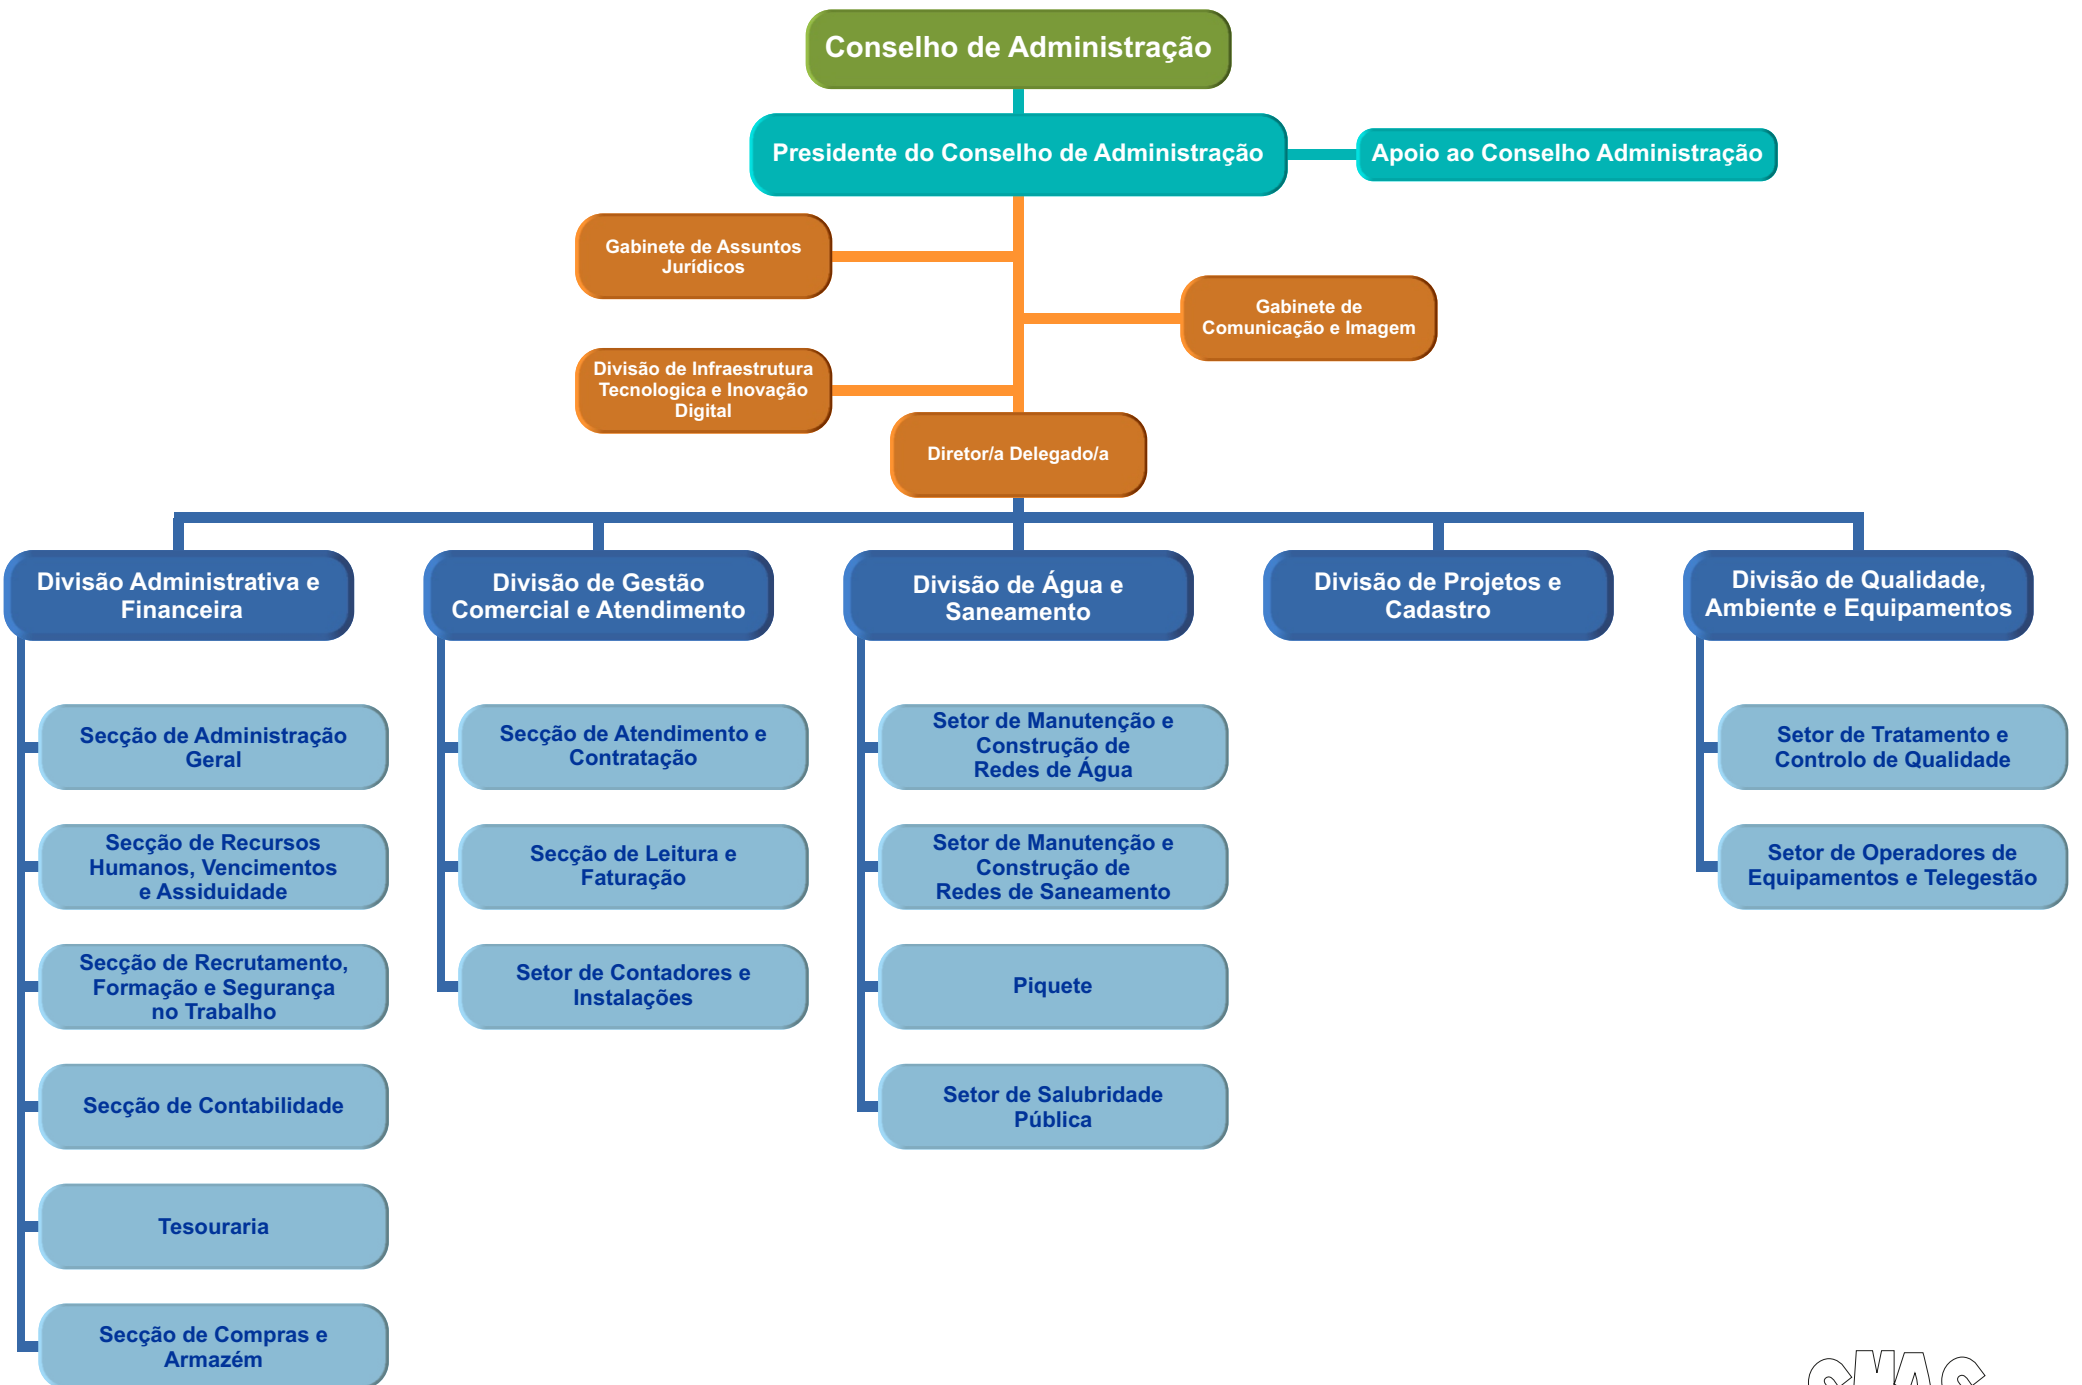 Conselho de Administração
Presidente do Conselho de Administração
Apoio ao Conselho Administração
Gabinete de Assuntos
Jurídicos
Gabinete de
Comunicação e Imagem
Divisão de Infraestrutura
Tecnologica e Inovação
Digital
Diretor/a Delegado/a
Divisão Administrativa e
Financeira
Divisão de Gestão
Comercial e Atendimento
Divisão de Água e
Saneamento
Divisão de Projetos e
Cadastro
Divisão de Qualidade,
Ambiente e Equipamentos
Secção de Administração
Geral
Secção de Recursos
Humanos, Vencimentos
e Assiduidade
Secção de Recrutamento,
Formação e Segurança
no Trabalho
Secção de Contabilidade
Tesouraria
Secção de Compras e
Armazém
Secção de Atendimento e
Contratação
Secção de Leitura e
Faturação
Setor de Contadores e
Instalações
Setor de Manutenção e
Construção de
Redes de Água
Setor de Manutenção e
Construção de
Redes de Saneamento
Piquete
Setor de Salubridade
Pública
Setor de Tratamento e
Controlo de Qualidade
Setor de Operadores de
Equipamentos e Telegestão
SMAS